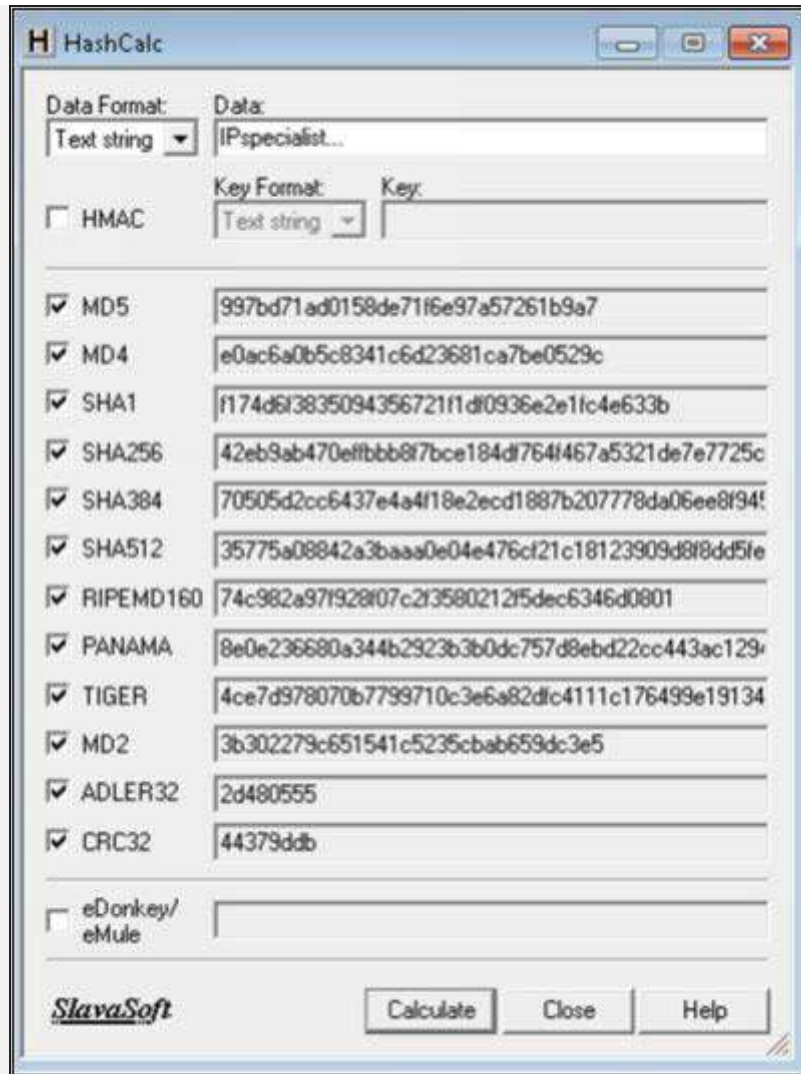 H HashCalc
Data Format: Data:
Text string IPspecialist...
Key Format: Key:
HMAC Text string
MD5 997bd71ad0158de71f6e97a57261b9a7
MD4 e0ac6a0b5c8341c6d23681ca7be0529c
SHA1 f174d6f3835094356721f1df0936e2e1fc4e633b
SHA256 42eb9ab470effbbb8f7bce184df764f467a5321de7e7725c
SHA384 70505d2cc6437e4a4f18e2ecd1887b207778da06ee8f945
SHA512 35775a08842a3baaa0e04e476cf21c18123909d8f8dd5fe
RIPEMD160 74c982a97f928f07c2f3580212f5dec6346d0801
PANAMA 8e0e236680a344b2923b3b0dc757d8ebd22cc443ac1294
TIGER 4ce7d978070b7799710c3e6a82dfc4111c176499e19134
MD2 3b302279c651541c5235cbab659dc3e5
ADLER32 2d480555
CRC32 44379ddb
eDonkey/
eMule
SlavaSoft Calculate Close Help